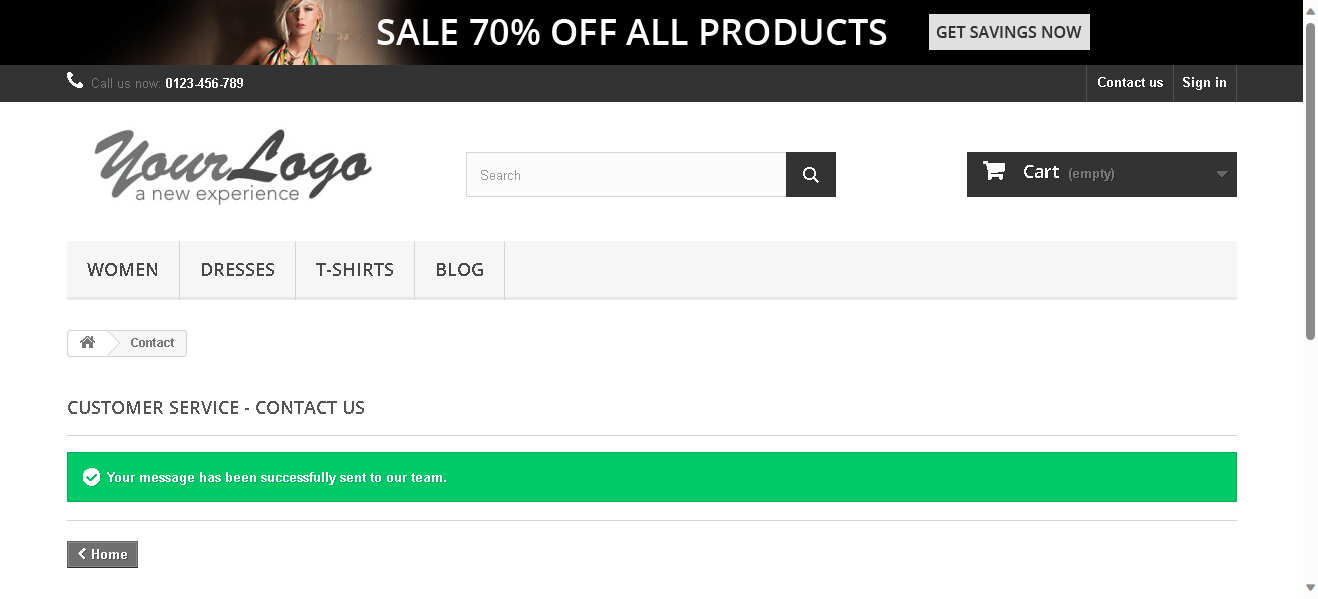 SALE 70% OFF ALL PRODUCTS GET SAVINGS NOW
Call us now: 0123-456-789 Contact us Sign in
YourLogo
a new experience
Search
Cart (empty)
WOMEN DRESSES T-SHIRTS BLOG
Contact
CUSTOMER SERVICE - CONTACT US
Your message has been successfully sent to our team.
Home